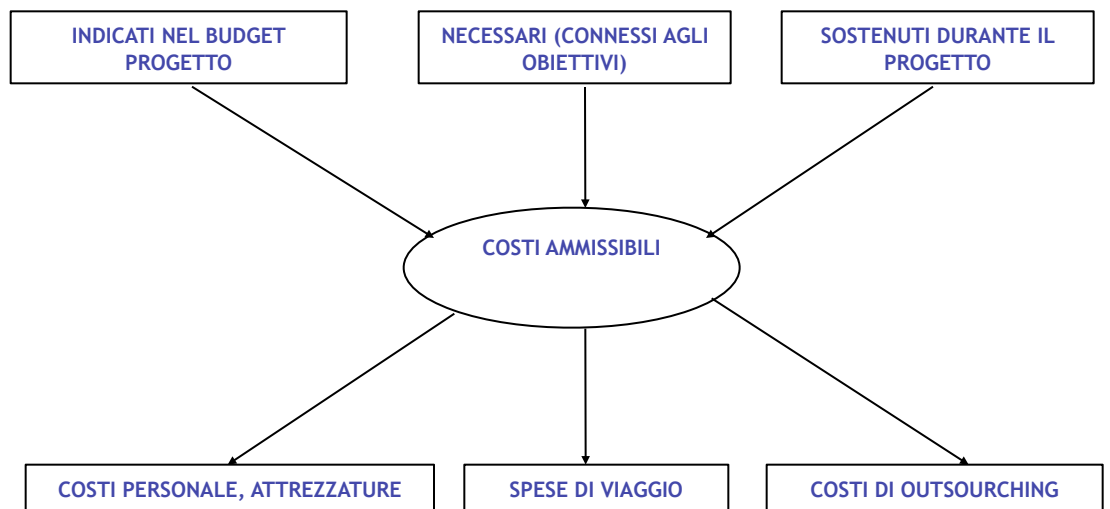 INDICATI NEL BUDGET
PROGETTO
NECESSARI (CONNESSI AGLI
OBIETTIVI)
SOSTENUTI DURANTE IL
PROGETTO
COSTI AMMISSIBILI
COSTI PERSONALE, ATTREZZATURE
SPESE DI VIAGGIO
COSTI DI OUTSOURCHING